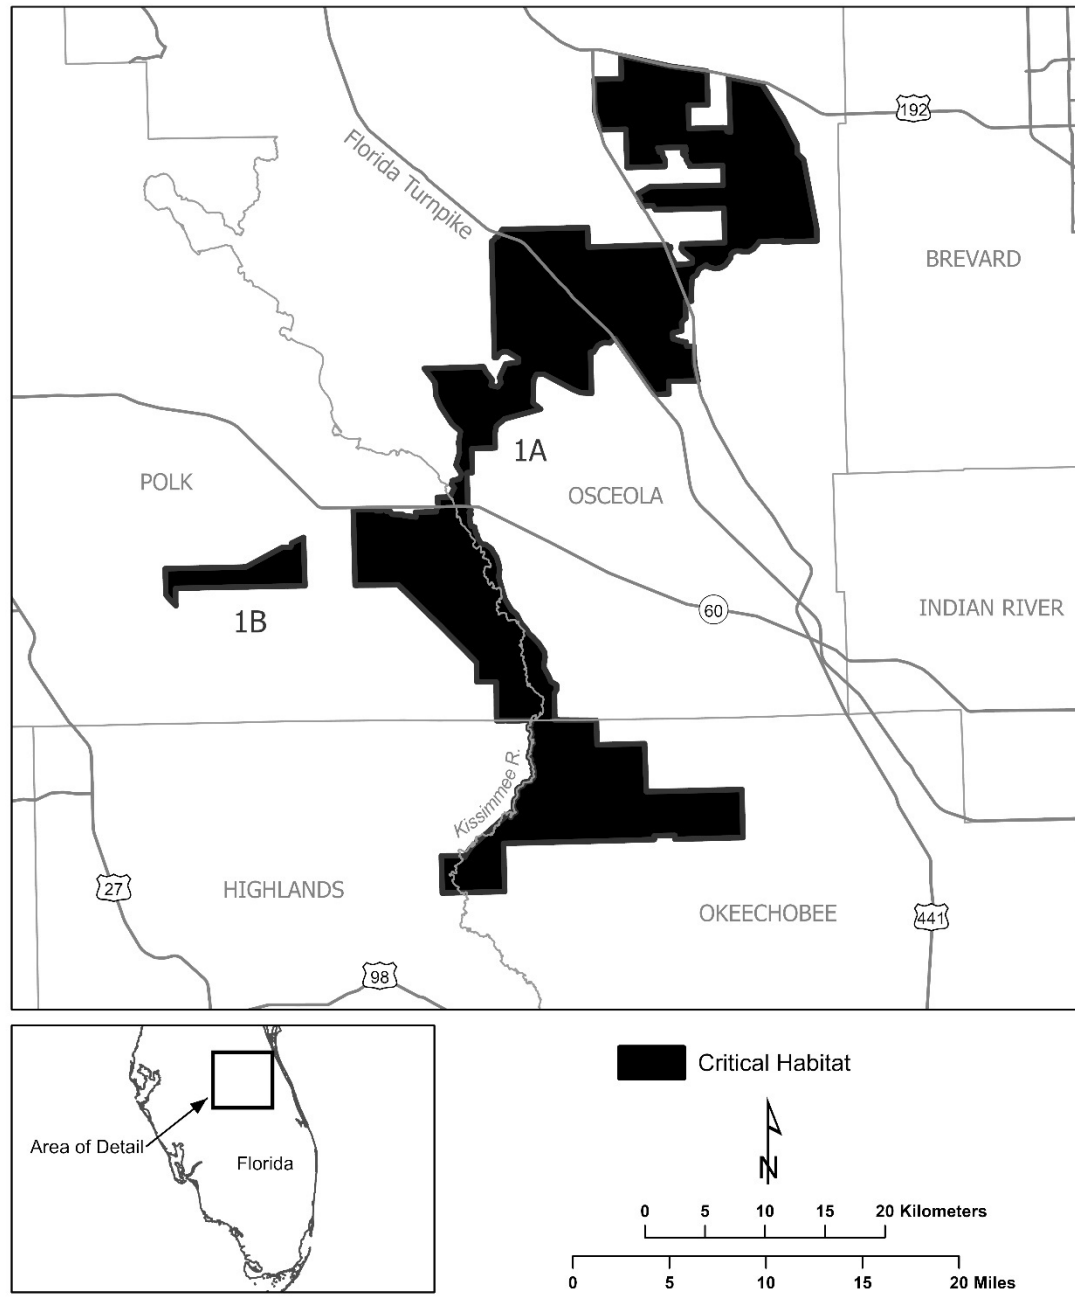 192
Florida Turnpike
BREVARD
1A
POLK
OSCEOLA
1B
60
INDIAN RIVER
Kissimmee R.
27
HIGHLANDS
OKEECHOBEE
441
98
Area of Detail
Florida
Critical Habitat
N
0 5 10 15 20 Kilometers
0 5 10 15 20 Miles